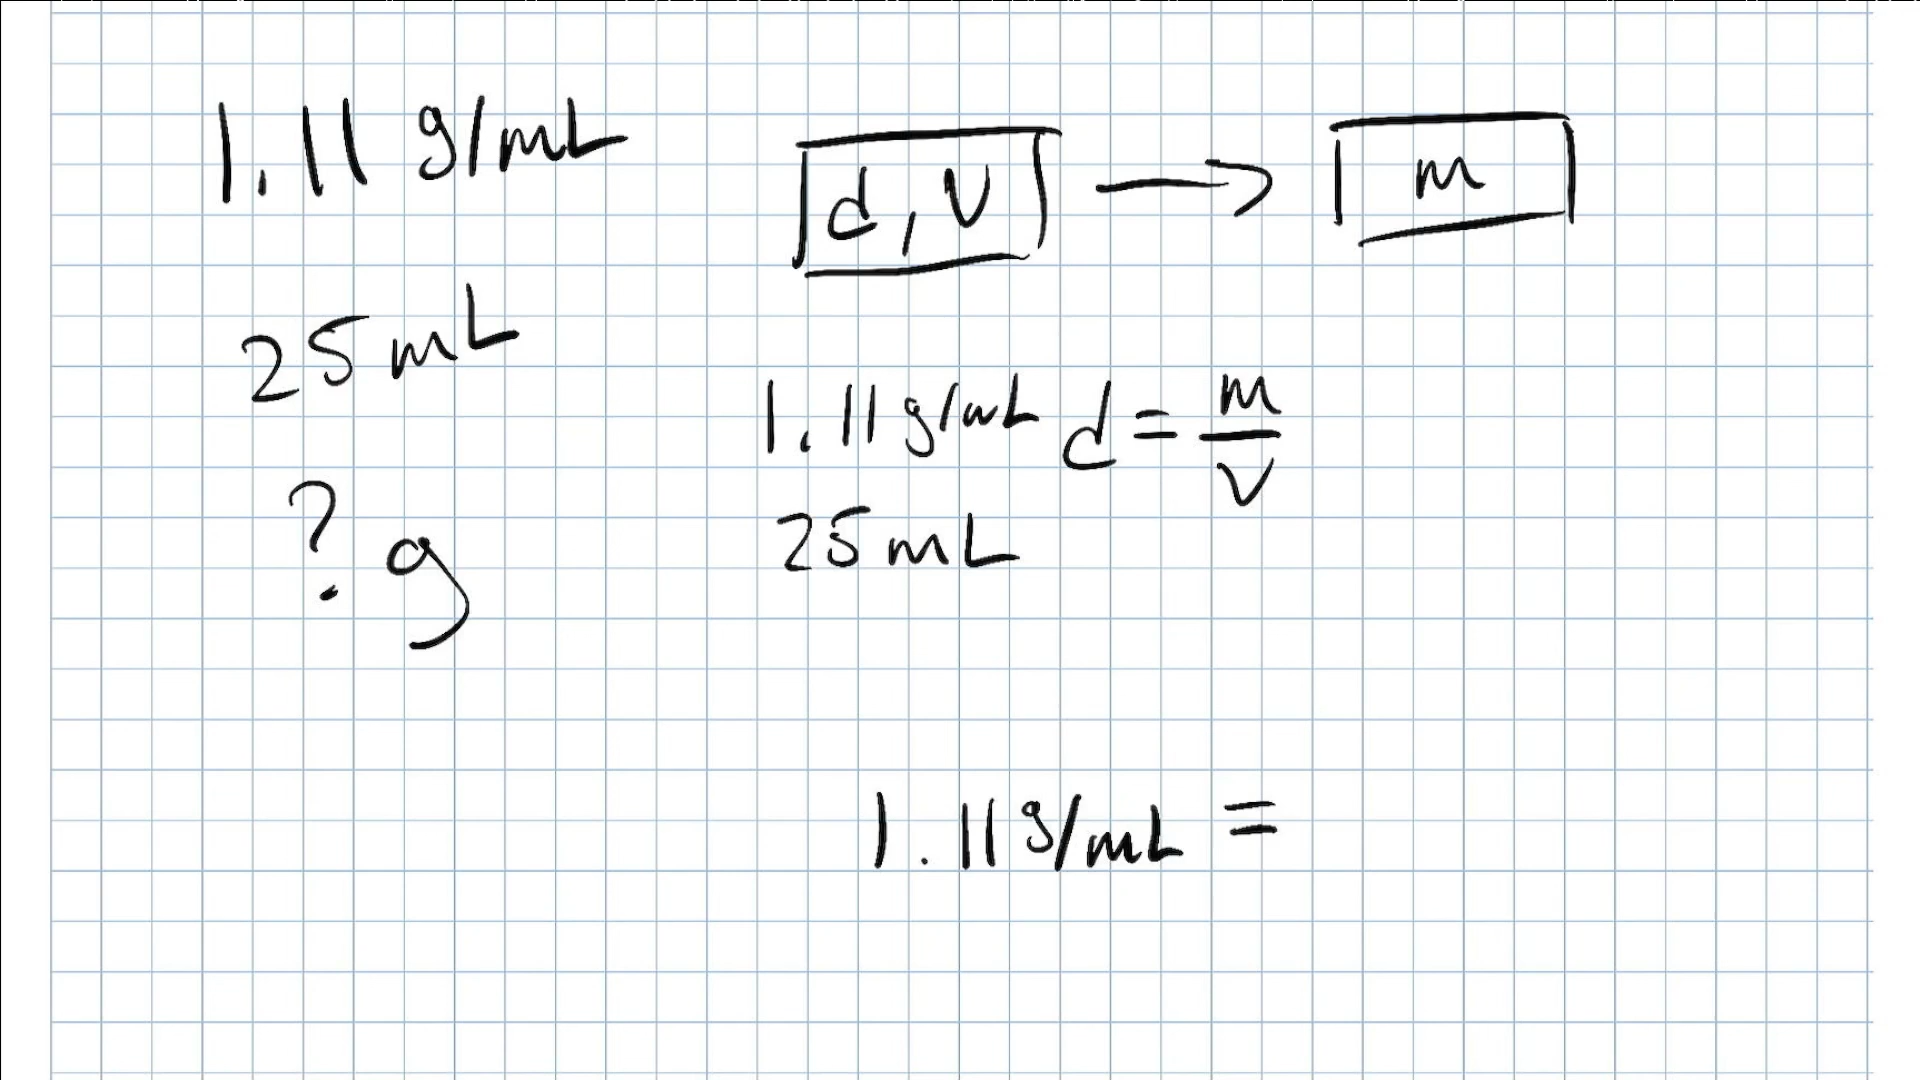 1.11 g/mL
25 mL
? g
d, V → m
1.11 g/mL d = m/V
25 mL
1.11 g/mL =